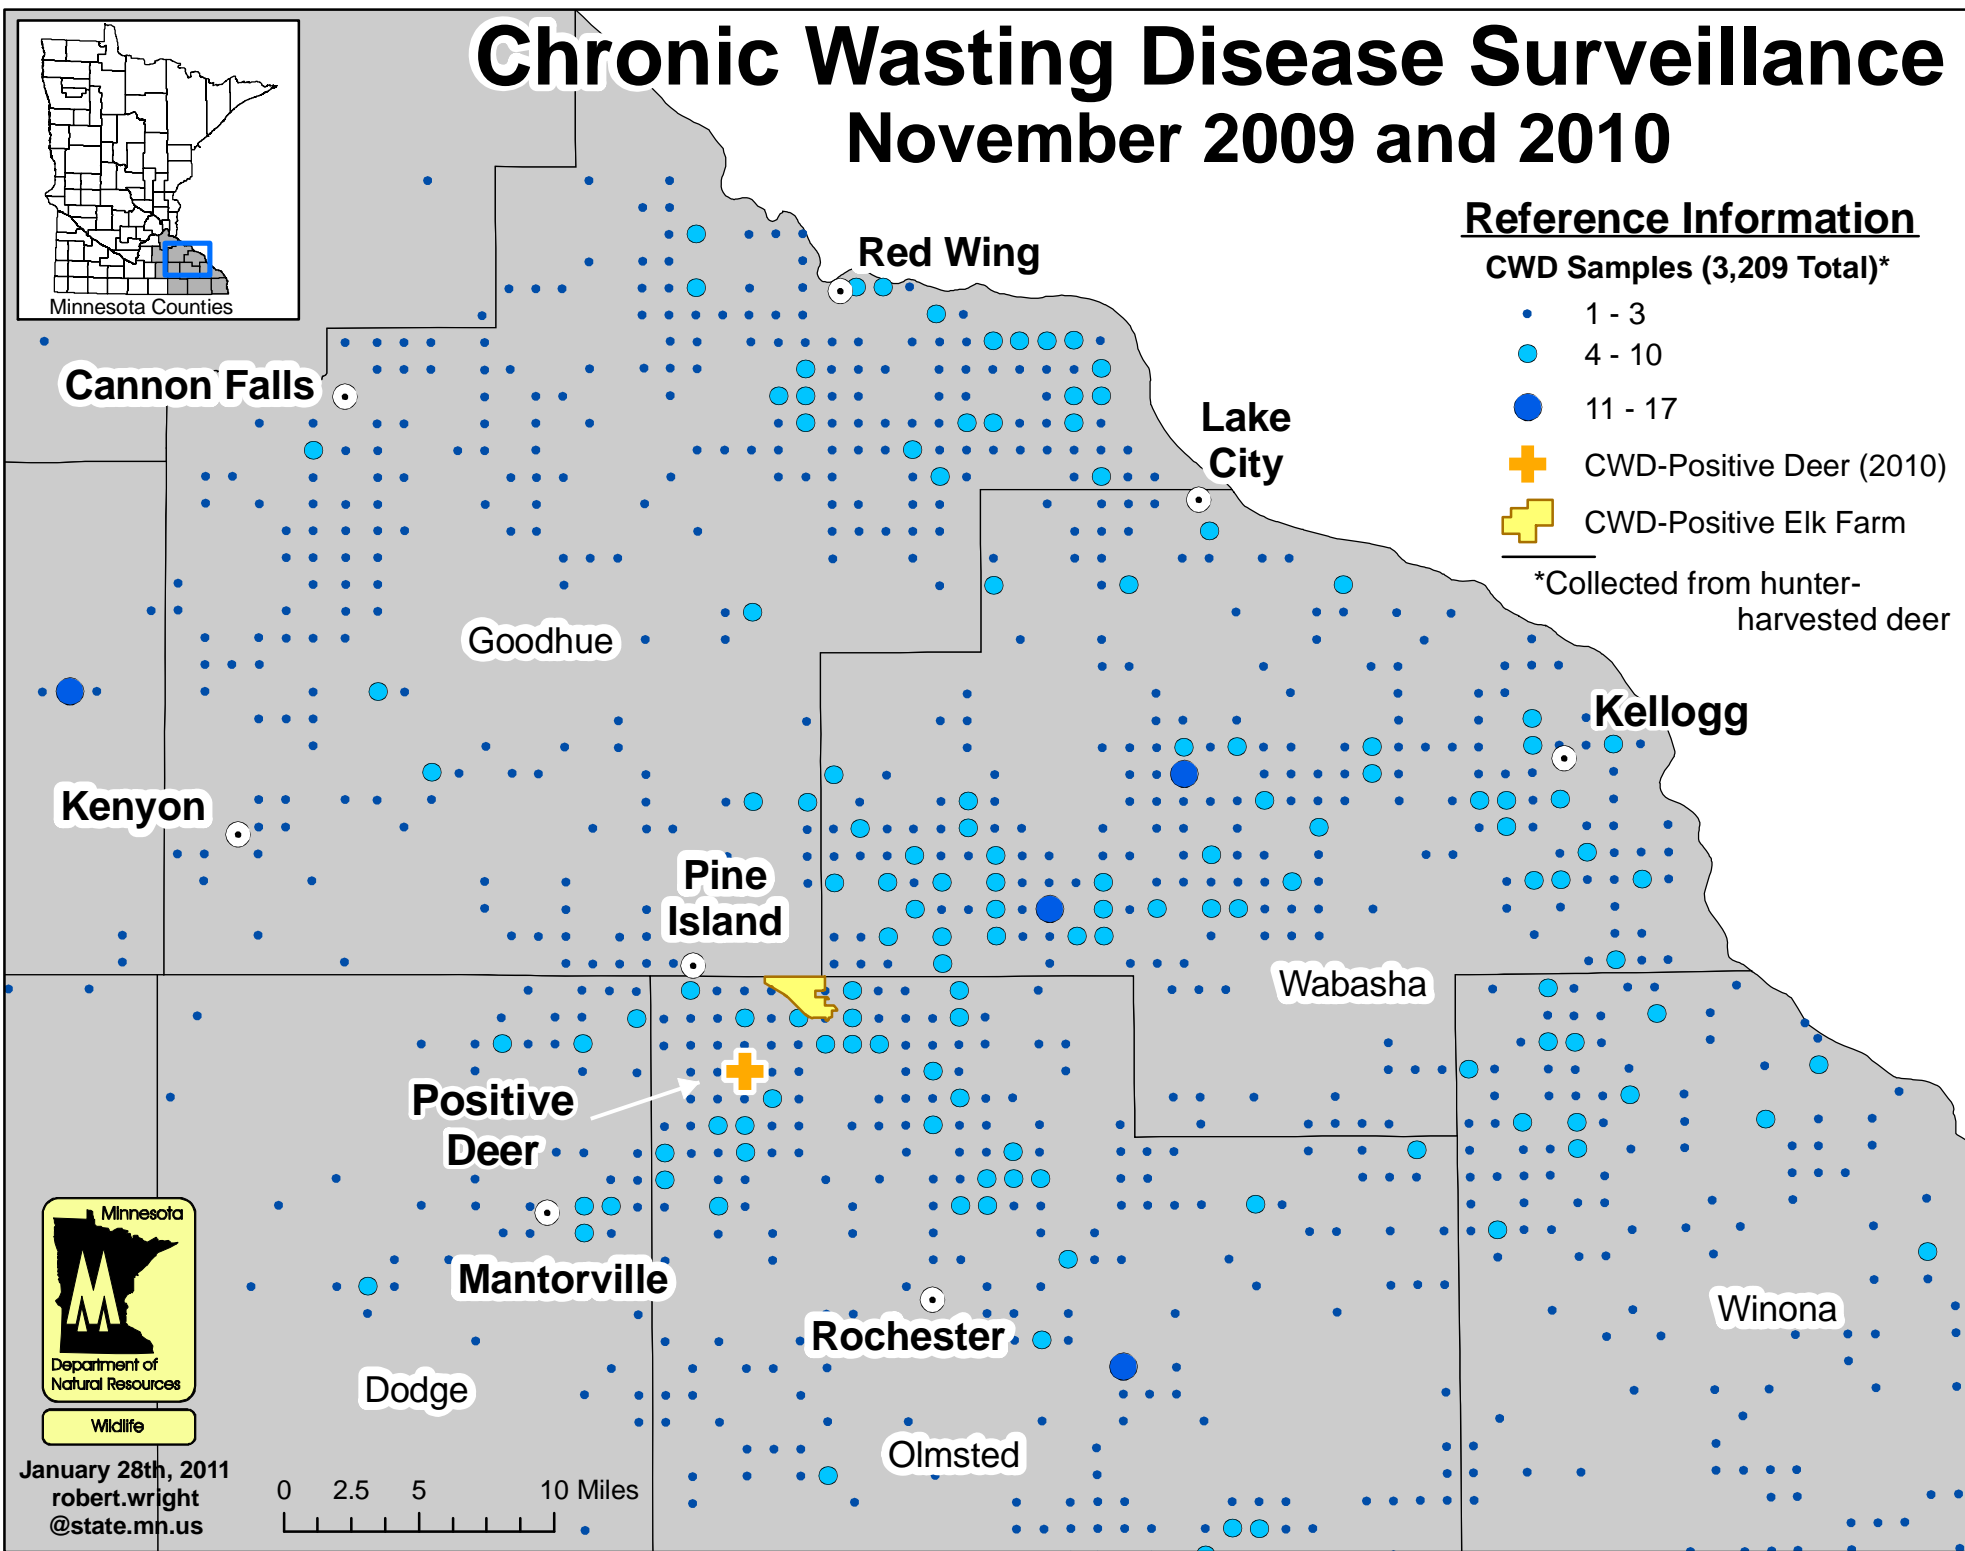 Chronic Wasting Disease Surveillance
November 2009 and 2010
Minnesota Counties
Reference Information
CWD Samples (3,209 Total)*
1 - 3
4 - 10
11 - 17
CWD-Positive Deer (2010)
CWD-Positive Elk Farm
*Collected from hunter-
harvested deer
Red Wing
Cannon Falls
Lake
City
Goodhue
Kellogg
Kenyon
Pine
Island
Wabasha
Positive
Deer
Mantorville
Rochester
Winona
Dodge
Olmsted
Minnesota
Department of
Natural Resources
Wildlife
January 28th, 2011
robert.wright
@state.mn.us
0 2.5 5 10 Miles